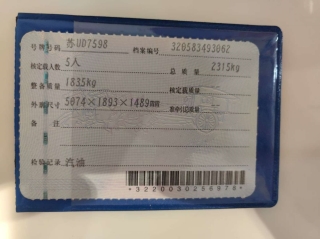 号牌号码 苏UD7598 档案编号 320583493062
核定载人数 5人 总质量 2315kg
整备质量 1835kg 核定载质量 --
外廓尺寸 5074×1893×1489mm 准牵引总质量 --
备注
检验记录 汽油
*3220030256978*